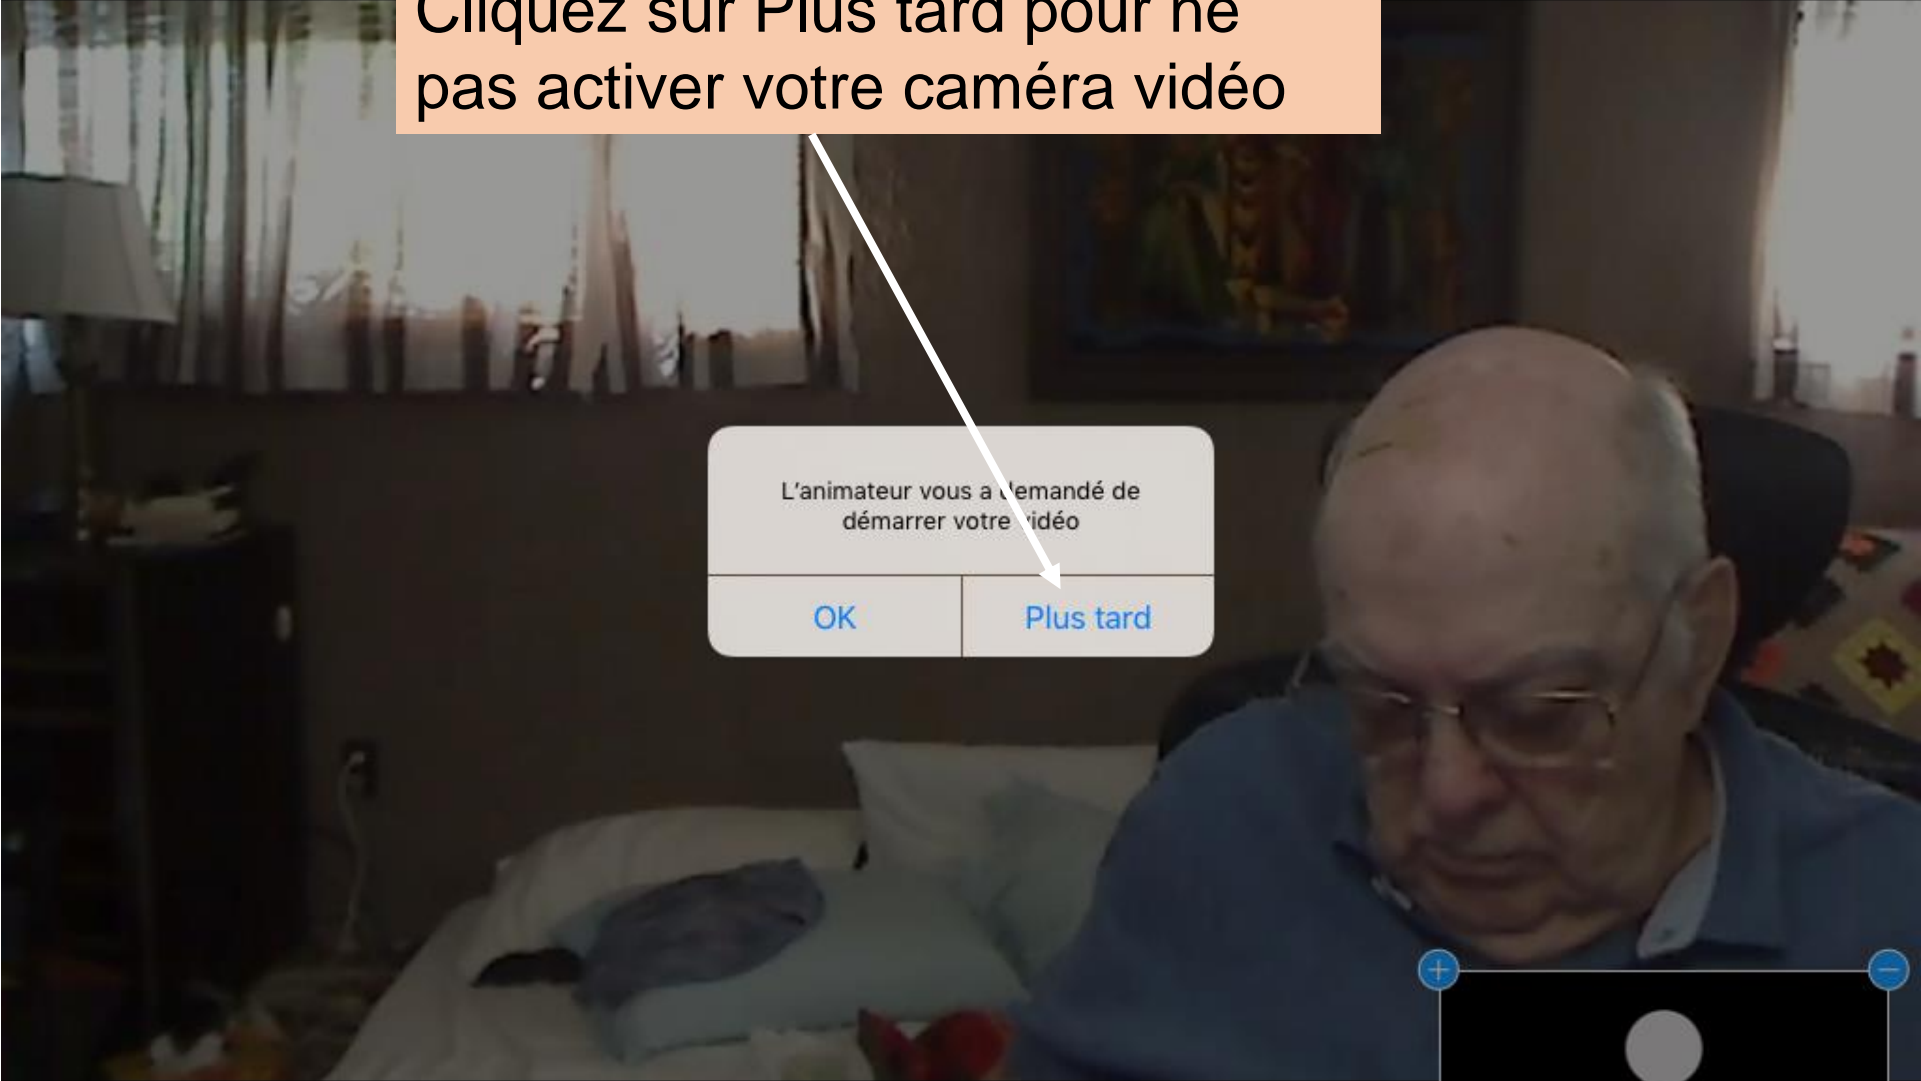 Cliquez sur Plus tard pour ne
pas activer votre caméra vidéo
L'animateur vous a demandé de
démarrer votre vidéo
OK
Plus tard